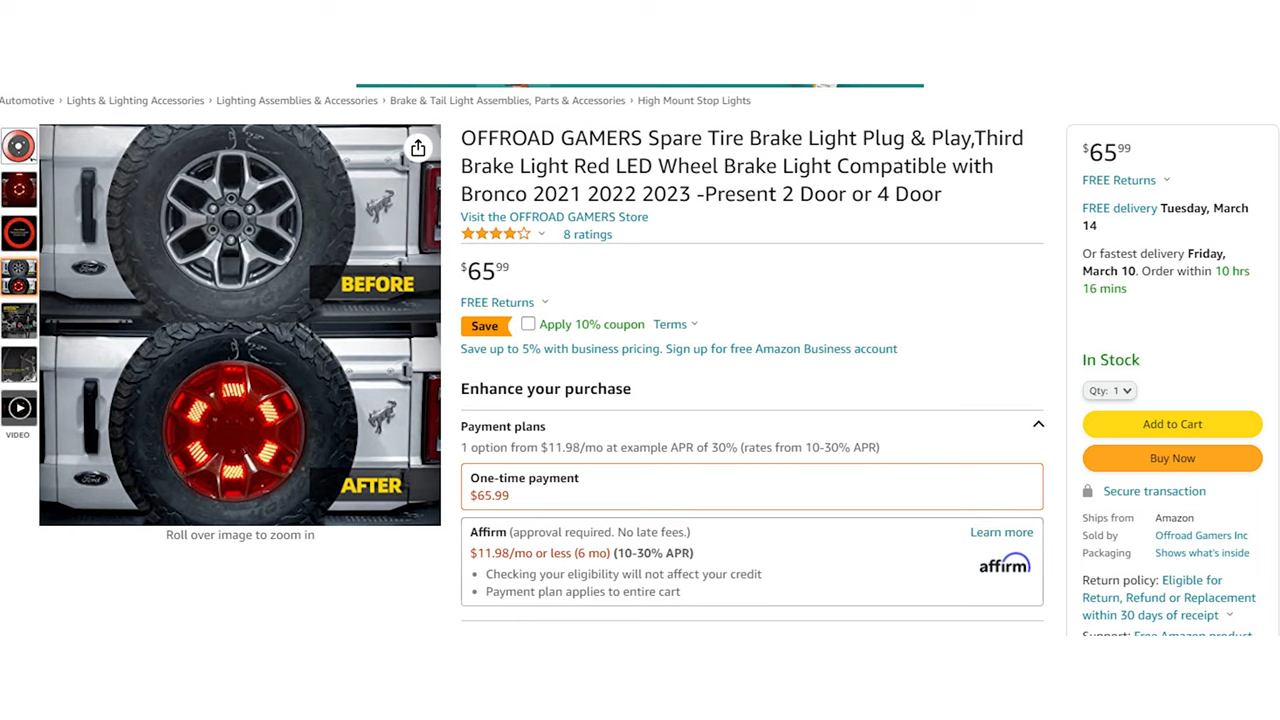 Automotive › Lights & Lighting Accessories › Lighting Assemblies & Accessories › Brake & Tail Light Assemblies, Parts & Accessories › High Mount Stop Lights
OFFROAD GAMERS Spare Tire Brake Light Plug & Play,Third
Brake Light Red LED Wheel Brake Light Compatible with
Bronco 2021 2022 2023 -Present 2 Door or 4 Door
Visit the OFFROAD GAMERS Store
8 ratings
$65 99
FREE Returns
Save Apply 10% coupon Terms
Save up to 5% with business pricing. Sign up for free Amazon Business account
Enhance your purchase
Payment plans
1 option from $11.98/mo at example APR of 30% (rates from 10-30% APR)
One-time payment
$65.99
Affirm (approval required. No late fees.) Learn more
$11.98/mo or less (6 mo) (10-30% APR)
affirm
• Checking your eligibility will not affect your credit
• Payment plan applies to entire cart
Ford
BEFORE
Ford
AFTER
VIDEO
Roll over image to zoom in
$65 99
FREE Returns
FREE delivery Tuesday, March
14
Or fastest delivery Friday,
March 10. Order within 10 hrs
16 mins
In Stock
Qty: 1
Add to Cart
Buy Now
Secure transaction
Ships from Amazon
Sold by Offroad Gamers Inc
Packaging Shows what's inside
Return policy: Eligible for
Return, Refund or Replacement
within 30 days of receipt
Support: Free Amazon product